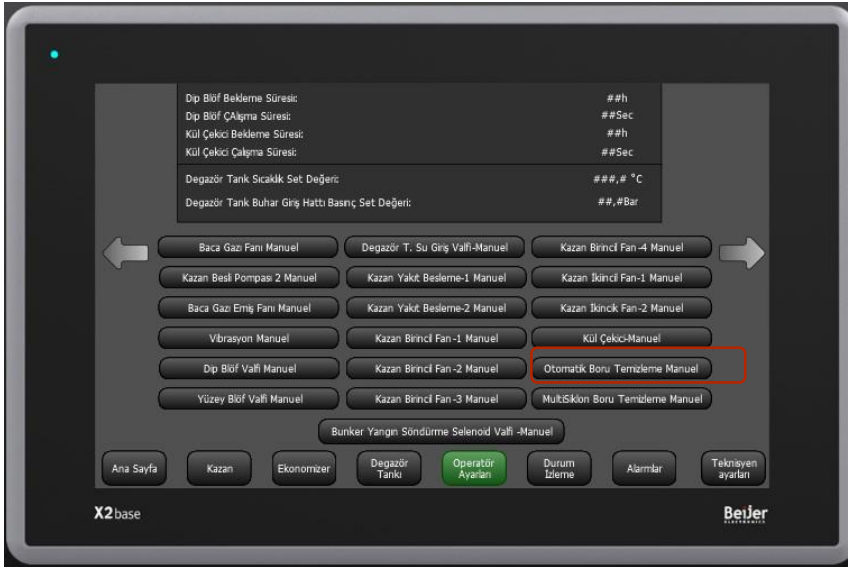 Dip Blöf Bekleme Süresi: ##h
Dip Blöf ÇAlışma Süresi: ##Sec
Kül Çekici Bekleme Süresi: ##h
Kül Çekici Çalışma Süresi: ##Sec
Degazör Tank Sıcaklık Set Değeri: ###,# °C
Degazör Tank Buhar Giriş Hattı Basınç Set Değeri: ##,#Bar
Baca Gazı Fanı Manuel Degazör T. Su Giriş Valfi-Manuel Kazan Birincil Fan-4 Manuel
Kazan Besli Pompası 2 Manuel Kazan Yakıt Besleme-1 Manuel Kazan İkincil Fan-1 Manuel
Baca Gazı Emiş Fanı Manuel Kazan Yakıt Besleme-2 Manuel Kazan İkincik Fan-2 Manuel
Vibrasyon Manuel Kazan Birincil Fan-1 Manuel Kül Çekici-Manuel
Dip Blöf Valfi Manuel Kazan Birincil Fan-2 Manuel Otomatik Boru Temizleme Manuel
Yüzey Blöf Valfi Manuel Kazan Birincil Fan-3 Manuel MultiSiklon Boru Temizleme Manuel
Bunker Yangın Söndürme Selenoid Valfi -Manuel
Ana Sayfa
Kazan
Ekonomizer
Degazör
Tankı
Operatör
Ayarları
Durum
İzleme
Alarmlar
Teknisyen
ayarları
X2base
Beijer
ELECTRONICS